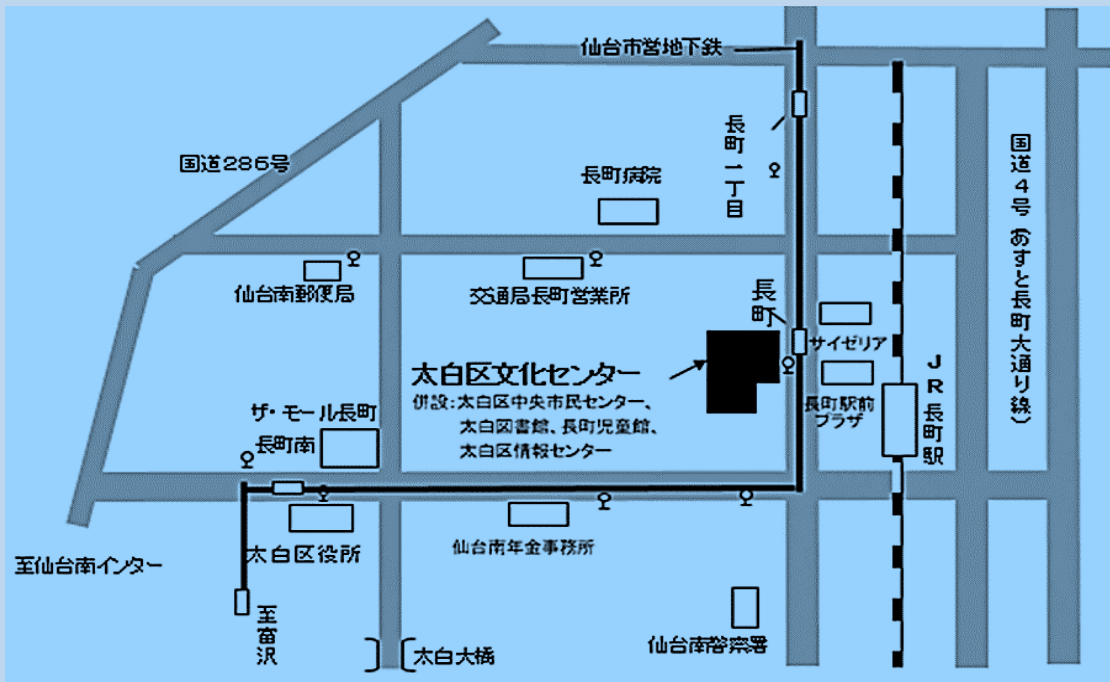 仙台市営地下鉄
国道286号
長町一丁目
長町病院
国道4号(あすと長町大通り線)
仙台南郵便局
交通局長町営業所
長町
サイゼリア
太白区文化センター
併設:太白区中央市民センター、
太白図書館、長町児童館、
太白区情報センター
長町駅前
プラザ
JR長町駅
ザ・モール長町
長町南
太白区役所
仙台南年金事務所
至仙台南インター
至富沢
太白大橋
仙台南警察署